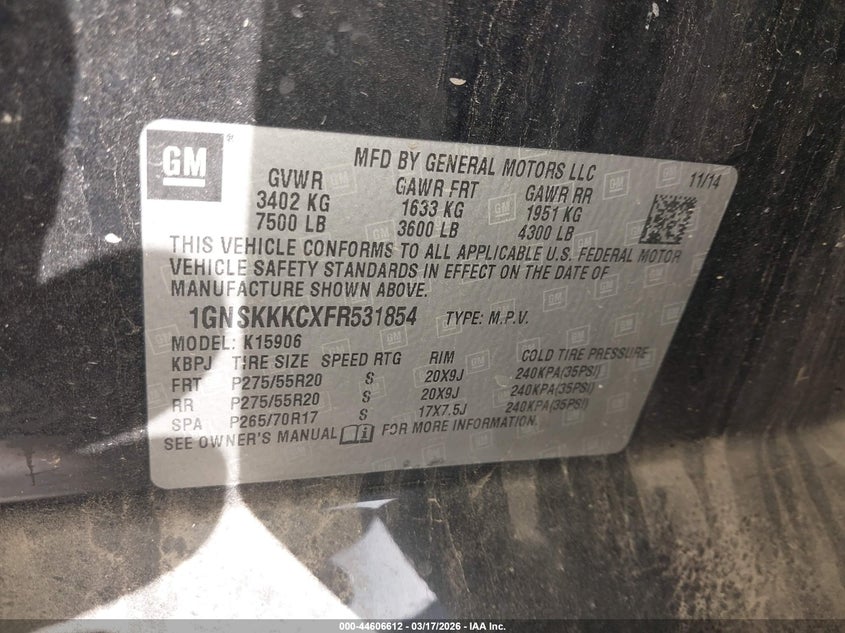 GM®
MFD BY GENERAL MOTORS LLC
11/14
GVWR GAWR FRT GAWR RR
3402 KG 1633 KG 1951 KG
7500 LB 3600 LB 4300 LB
THIS VEHICLE CONFORMS TO ALL APPLICABLE U.S. FEDERAL MOTOR
VEHICLE SAFETY STANDARDS IN EFFECT ON THE DATE OF
MANUFACTURE SHOWN ABOVE.
1GNSKKKCXFR531854 TYPE: M.P.V.
MODEL: K15906
KBPJ TIRE SIZE SPEED RTG RIM COLD TIRE PRESSURE
FRT P275/55R20 S 20X9J 240KPA(35PSI)
RR P275/55R20 S 20X9J 240KPA(35PSI)
SPA P265/70R17 S 17X7.5J 240KPA(35PSI)
SEE OWNER'S MANUAL FOR MORE INFORMATION.
000-44606612 - 03/17/2026 - IAA Inc.